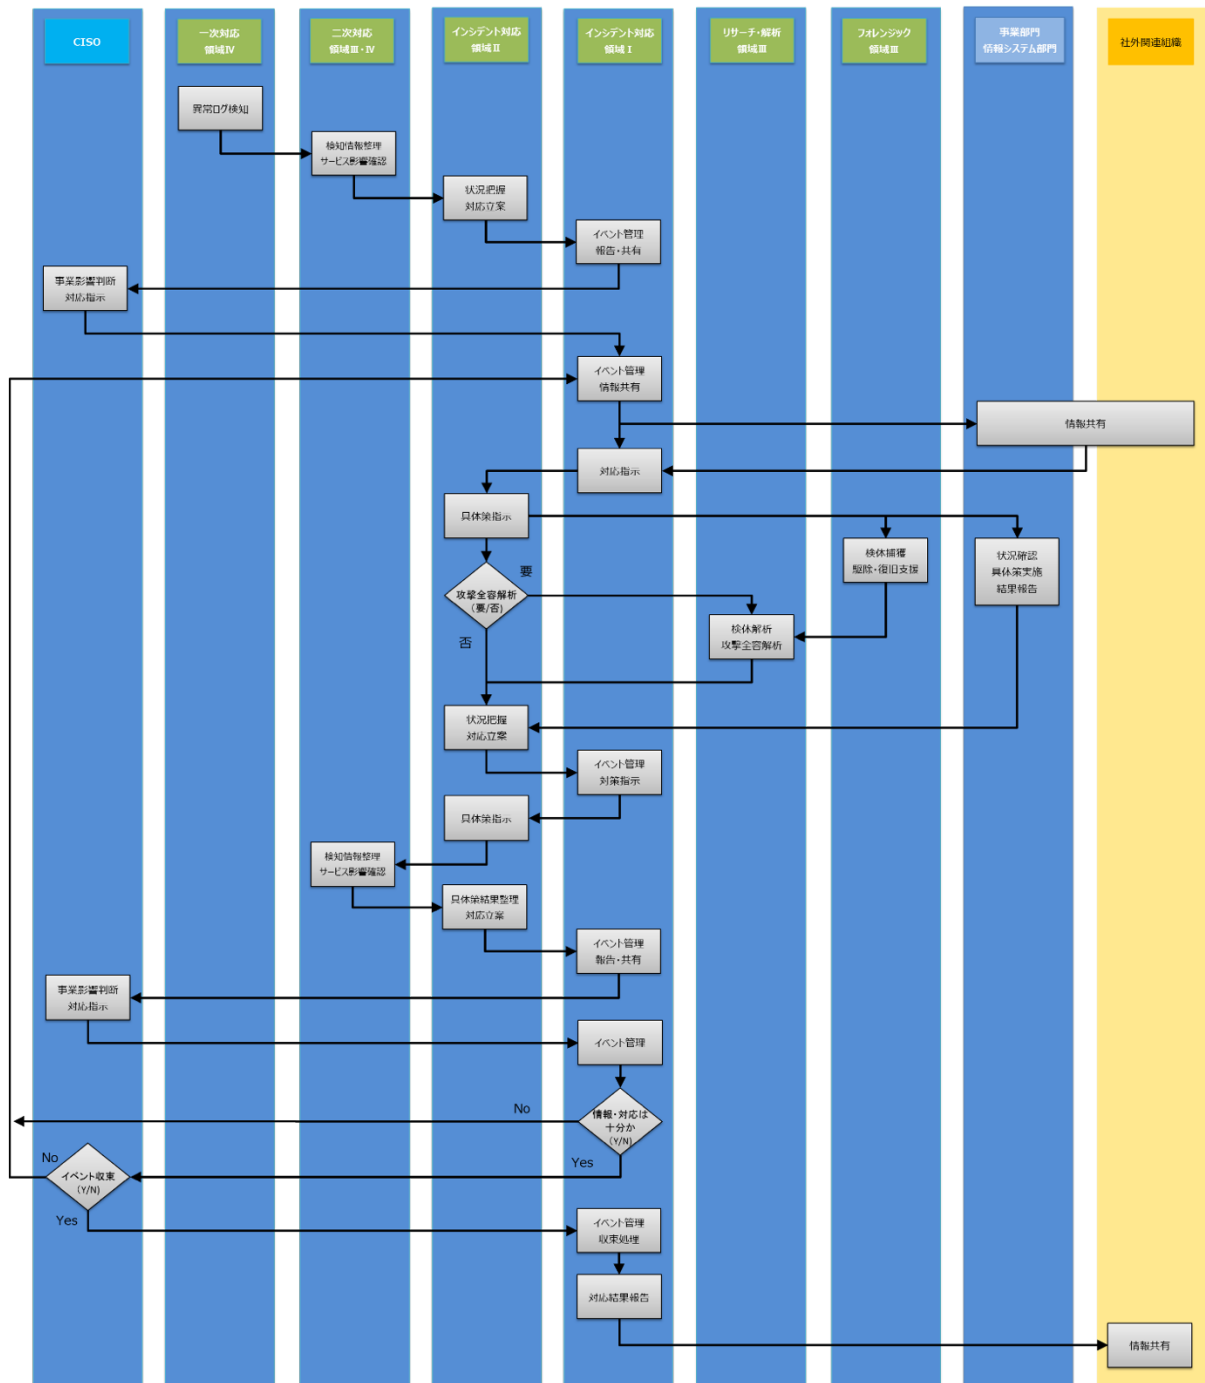 CISO
一次対応
領域Ⅳ
二次対応
領域Ⅲ・Ⅳ
インシデント対応
領域Ⅱ
インシデント対応
領域Ⅰ
リサーチ・解析
領域Ⅲ
フォレンジック
領域Ⅲ
事業部門
情報システム部門
社外関連組織
異常ログ検知
検知情報整理
サービス影響確認
状況把握
対応立案
イベント管理
報告・共有
事業影響判断
対応指示
イベント管理
情報共有
情報共有
対応指示
具体策指示
検体捕獲
駆除・復旧支援
状況確認
具体策実施
結果報告
攻撃全容解析
(要/否)
要
否
検体解析
攻撃全容解析
状況把握
対応立案
イベント管理
対策指示
具体策指示
検知情報整理
サービス影響確認
具体策結果整理
対応立案
イベント管理
報告・共有
事業影響判断
対応指示
イベント管理
情報・対応は
十分か
(Y/N)
No
Yes
イベント収束
(Y/N)
No
Yes
イベント管理
収束処理
対応結果報告
情報共有